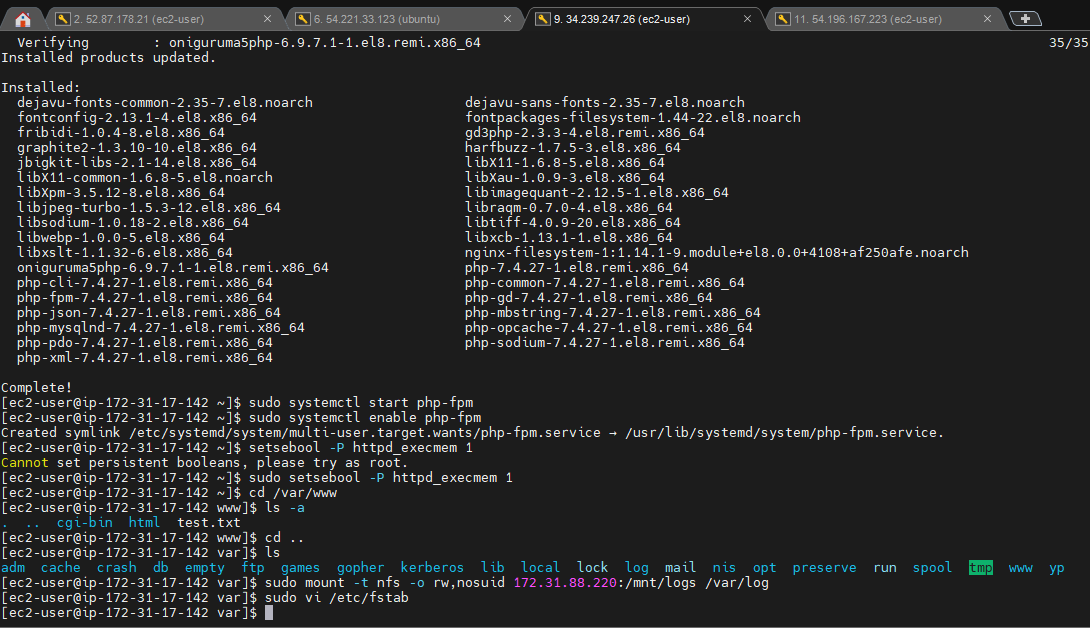 2. 52.87.178.21 (ec2-user)
6. 54.221.33.123 (ubuntu)
9. 34.239.247.26 (ec2-user)
11. 54.196.167.223 (ec2-user)
Verifying : oniguruma5php-6.9.7.1-1.el8.remi.x86_64 35/35
Installed products updated.
Installed:
dejavu-fonts-common-2.35-7.el8.noarch dejavu-sans-fonts-2.35-7.el8.noarch
fontconfig-2.13.1-4.el8.x86_64 fontpackages-filesystem-1.44-22.el8.noarch
fribidi-1.0.4-8.el8.x86_64 gd3php-2.3.3-4.el8.remi.x86_64
graphite2-1.3.10-10.el8.x86_64 harfbuzz-1.7.5-3.el8.x86_64
jbigkit-libs-2.1-14.el8.x86_64 libX11-1.6.8-5.el8.x86_64
libX11-common-1.6.8-5.el8.noarch libXau-1.0.9-3.el8.x86_64
libXpm-3.5.12-8.el8.x86_64 libimagequant-2.12.5-1.el8.x86_64
libjpeg-turbo-1.5.3-12.el8.x86_64 libraqm-0.7.0-4.el8.x86_64
libsodium-1.0.18-2.el8.x86_64 libtiff-4.0.9-20.el8.x86_64
libwebp-1.0.0-5.el8.x86_64 libxcb-1.13.1-1.el8.x86_64
libxslt-1.1.32-6.el8.x86_64 nginx-filesystem-1:1.14.1-9.module+el8.0.0+4108+af250afe.noarch
oniguruma5php-6.9.7.1-1.el8.remi.x86_64 php-7.4.27-1.el8.remi.x86_64
php-cli-7.4.27-1.el8.remi.x86_64 php-common-7.4.27-1.el8.remi.x86_64
php-fpm-7.4.27-1.el8.remi.x86_64 php-gd-7.4.27-1.el8.remi.x86_64
php-json-7.4.27-1.el8.remi.x86_64 php-mbstring-7.4.27-1.el8.remi.x86_64
php-mysqlnd-7.4.27-1.el8.remi.x86_64 php-opcache-7.4.27-1.el8.remi.x86_64
php-pdo-7.4.27-1.el8.remi.x86_64 php-sodium-7.4.27-1.el8.remi.x86_64
php-xml-7.4.27-1.el8.remi.x86_64
Complete!
[ec2-user@ip-172-31-17-142 ~]$ sudo systemctl start php-fpm
[ec2-user@ip-172-31-17-142 ~]$ sudo systemctl enable php-fpm
Created symlink /etc/systemd/system/multi-user.target.wants/php-fpm.service → /usr/lib/systemd/system/php-fpm.service.
[ec2-user@ip-172-31-17-142 ~]$ setsebool -P httpd_execmem 1
Cannot set persistent booleans, please try as root.
[ec2-user@ip-172-31-17-142 ~]$ sudo setsebool -P httpd_execmem 1
[ec2-user@ip-172-31-17-142 ~]$ cd /var/www
[ec2-user@ip-172-31-17-142 www]$ ls -a
. .. cgi-bin html test.txt
[ec2-user@ip-172-31-17-142 www]$ cd ..
[ec2-user@ip-172-31-17-142 var]$ ls
adm cache crash db empty ftp games gopher kerberos lib local lock log mail nis opt preserve run spool tmp www yp
[ec2-user@ip-172-31-17-142 var]$ sudo mount -t nfs -o rw,nosuid 172.31.88.220:/mnt/logs /var/log
[ec2-user@ip-172-31-17-142 var]$ sudo vi /etc/fstab
[ec2-user@ip-172-31-17-142 var]$